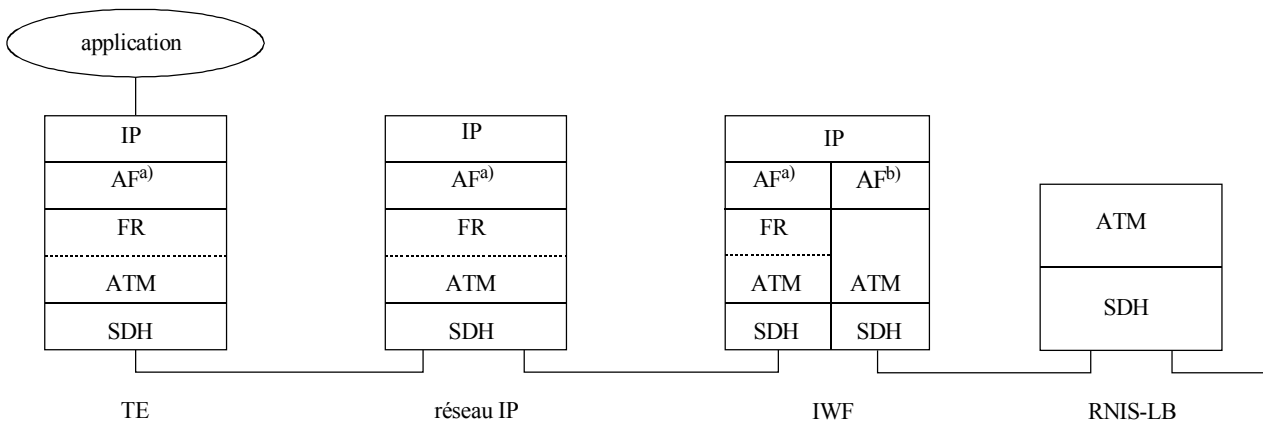 application
IP
AFa)
FR
ATM
SDH
TE
IP
AFa)
FR
ATM
SDH
réseau IP
IP
AFa) AFb)
FR
ATM ATM
SDH SDH
IWF
ATM
SDH
RNIS-LB